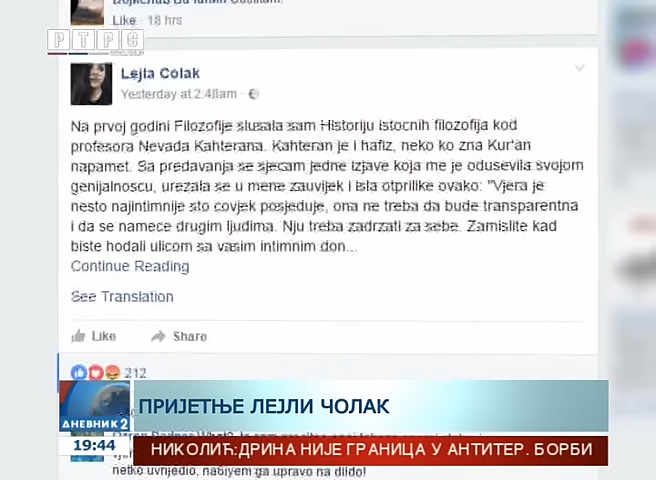 Like · 18 hrs
РТРС
Lejla Colak
Yesterday at 2:48am ·
Na prvoj godini Filozofije slusala sam Historiju istocnih filozofija kod
profesora Nevada Kahterana. Kahteran je i hafiz, neko ko zna Kur'an
napamet. Sa predavanja se sjecam jedne izjave koja me je odusevila svojom
genijalnoscu, urezala se u mene zauvijek i isla otprilike ovako: "Vjera je
nesto najintimnije sto covjek posjeduje, ona ne treba da bude transparentna
i da se namece drugim ljudima. Nju treba zadrzati za sebe. Zamislite kad
biste hodali ulicom sa vasim intimnim don...
Continue Reading
See Translation
Like Share
212
ПРИЈЕТЊЕ ЛЕЈЛИ ЧОЛАК
ДНЕВНИК 2
19:44
НИКОЛИЋ:ДРИНА НИЈЕ ГРАНИЦА У АНТИТЕР. БОРБИ
netko uvrijedio, nabijem ga upravo na dildo!